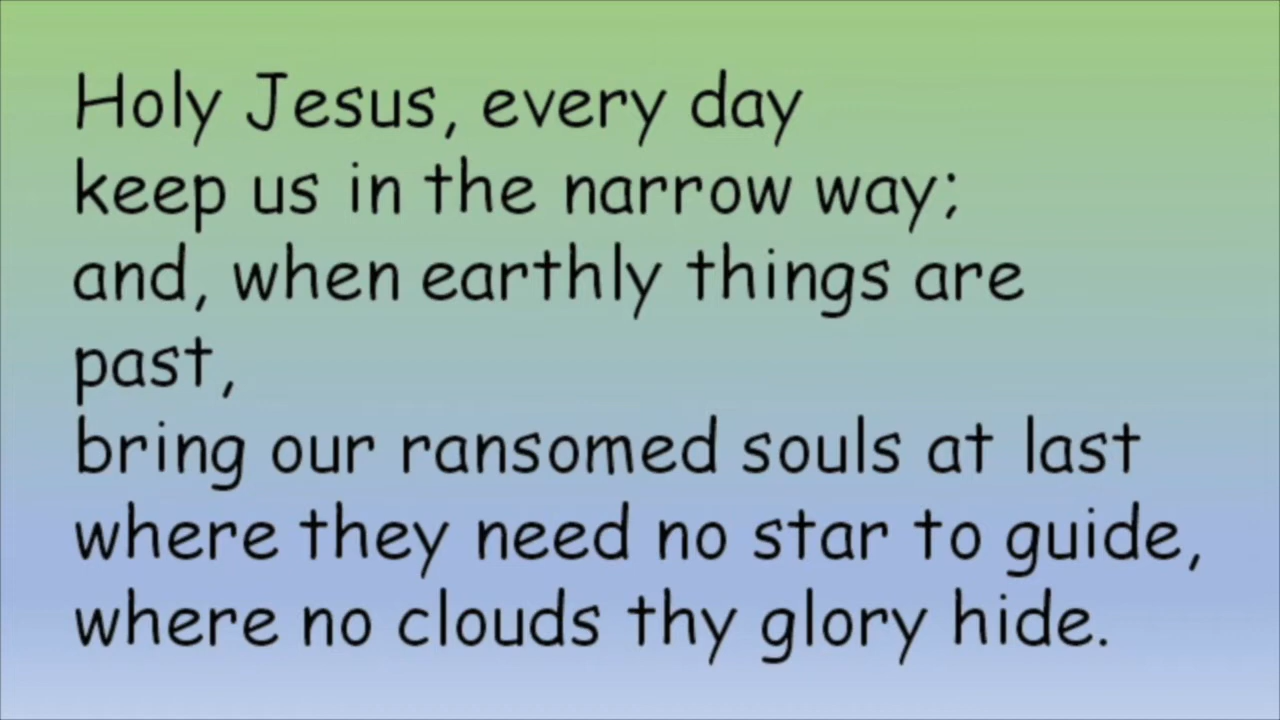 Holy Jesus, every day
keep us in the narrow way;
and, when earthly things are
past,
bring our ransomed souls at last
where they need no star to guide,
where no clouds thy glory hide.